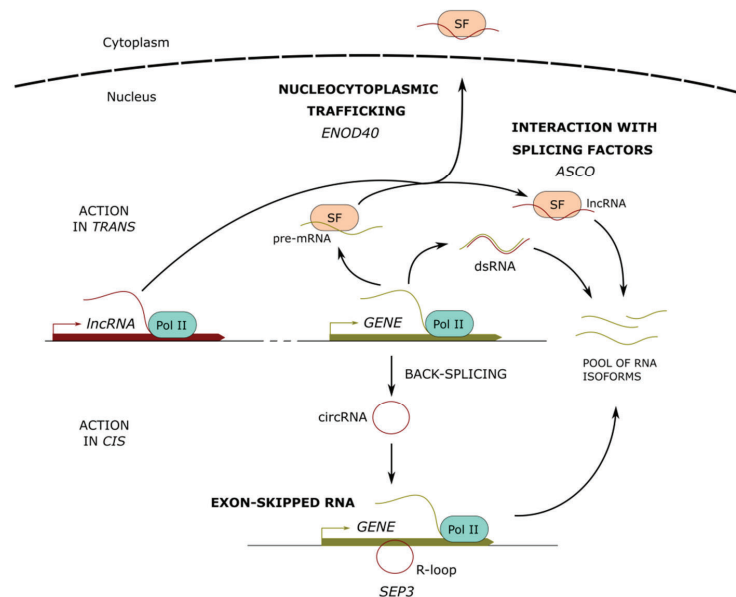 SF
Cytoplasm
Nucleus
NUCLEOCYTOPLASMIC
TRAFFICKING
ENOD40
INTERACTION WITH
SPLICING FACTORS
ASCO
SF
lncRNA
ACTION
IN TRANS
SF
pre-mRNA
dsRNA
lncRNA
Pol II
GENE
Pol II
POOL OF RNA
ISOFORMS
BACK-SPLICING
circRNA
ACTION
IN CIS
EXON-SKIPPED RNA
GENE
Pol II
R-loop
SEP3